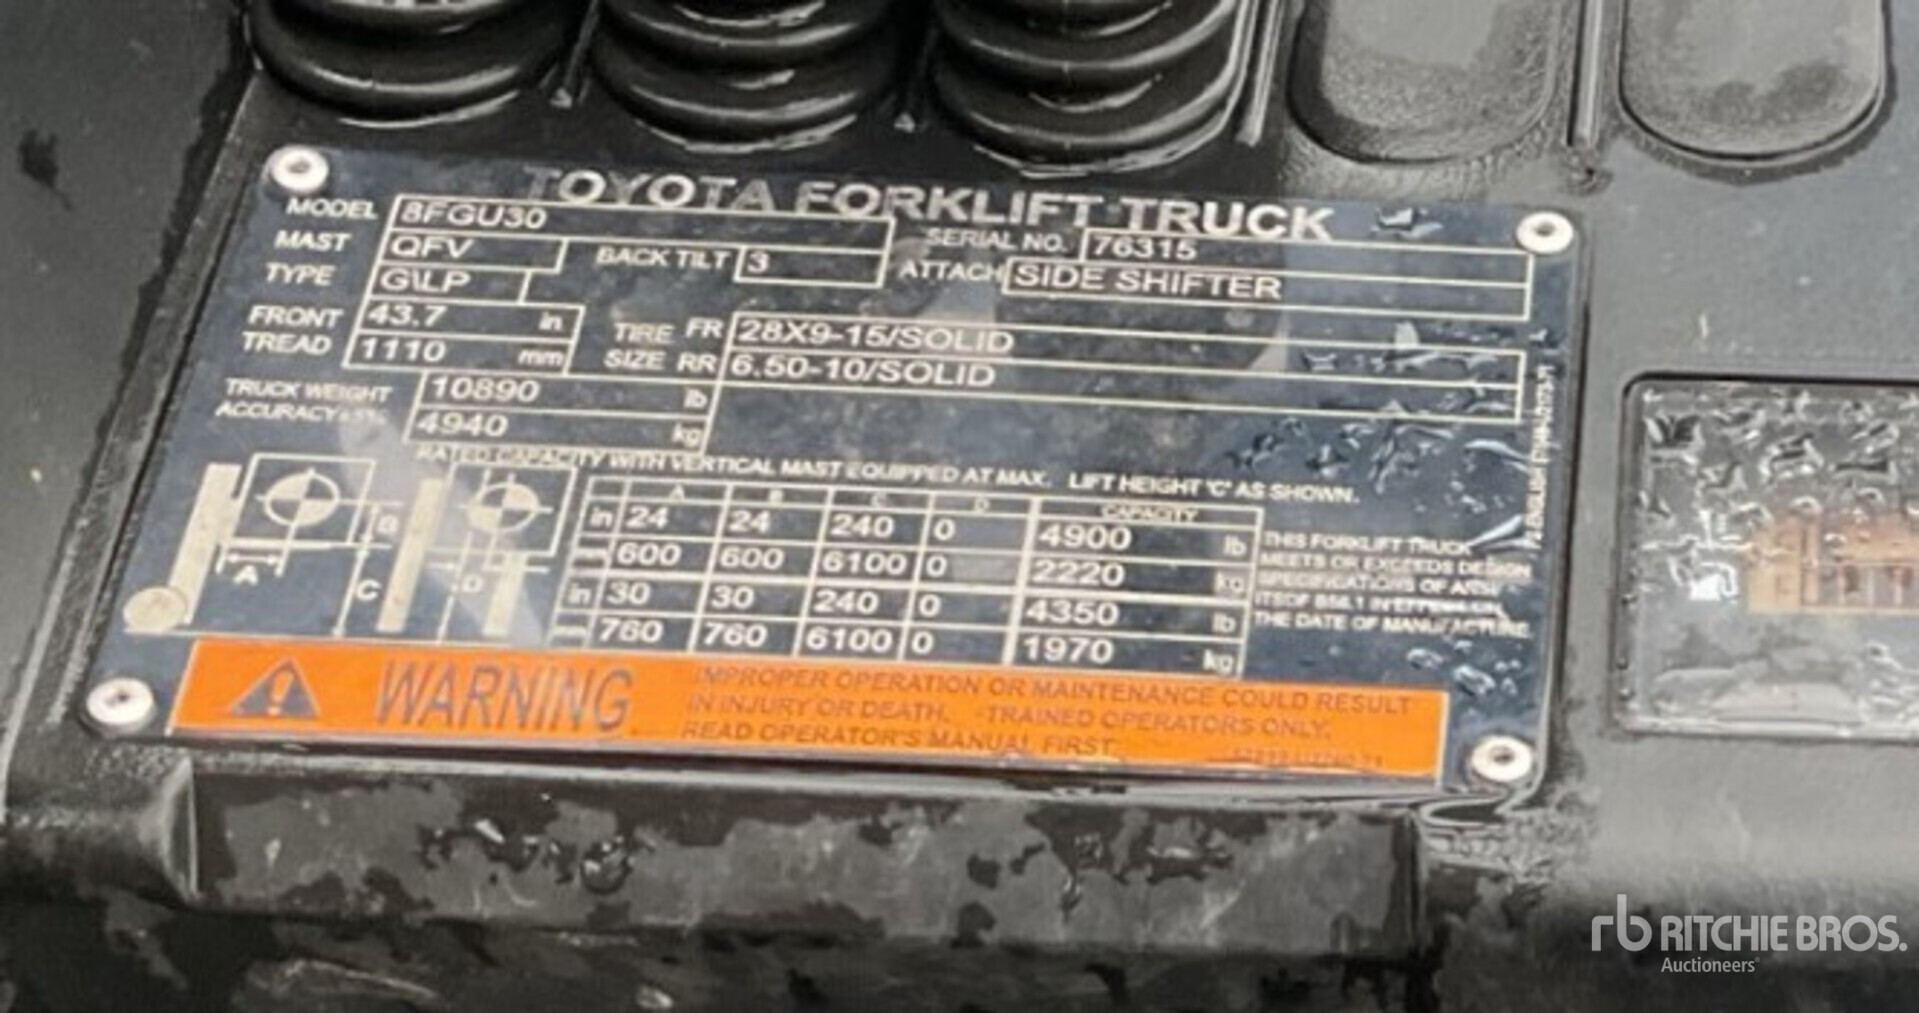 TOYOTA FORKLIFT TRUCK
MODEL 8FGU30 SERIAL NO. 76315
MAST QFV BACK TILT 3 ATTACH SIDE SHIFTER
TYPE G\LP
FRONT 43.7 in TIRE FR 28X9-15/SOLID
TREAD 1110 mm SIZE RR 6.50-10/SOLID
TRUCK WEIGHT 10890 lb
ACCURACY 4940 kg
RATED CAPACITY WITH VERTICAL MAST EQUIPPED AT MAX. LIFT HEIGHT "C" AS SHOWN.
A B C D CAPACITY
in 24 24 240 0 4900 lb
mm 600 600 6100 0 2220 kg
in 30 30 240 0 4350 lb
mm 760 760 6100 0 1970 kg
A B C D
THIS FORKLIFT TRUCK
MEETS OR EXCEEDS DESIGN
SPECIFICATIONS OF
THE DATE OF MANUFACTURE.
WARNING
IMPROPER OPERATION OR MAINTENANCE COULD RESULT
IN INJURY OR DEATH. TRAINED OPERATORS ONLY.
READ OPERATOR'S MANUAL FIRST.
rb RITCHIE BROS.
Auctioneers